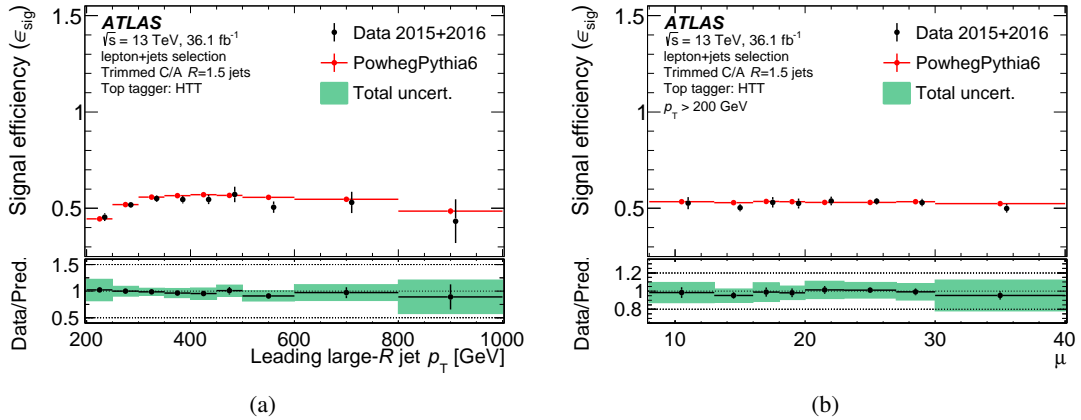 Signal efficiency (ϵsig)
1.5
1
0.5
ATLAS
√s = 13 TeV, 36.1 fb-1
lepton+jets selection
Trimmed C/A R=1.5 jets
Top tagger: HTT
Data 2015+2016
PowhegPythia6
Total uncert.
Data/Pred.
1.5
1
0.5
200 400 600 800 1000
Leading large-R jet pT [GeV]
(a)
Signal efficiency (ϵsig)
1.5
1
0.5
ATLAS
√s = 13 TeV, 36.1 fb-1
lepton+jets selection
Trimmed C/A R=1.5 jets
Top tagger: HTT
pT > 200 GeV
Data 2015+2016
PowhegPythia6
Total uncert.
Data/Pred.
1.2
1
0.8
10 20 30 40
μ
(b)